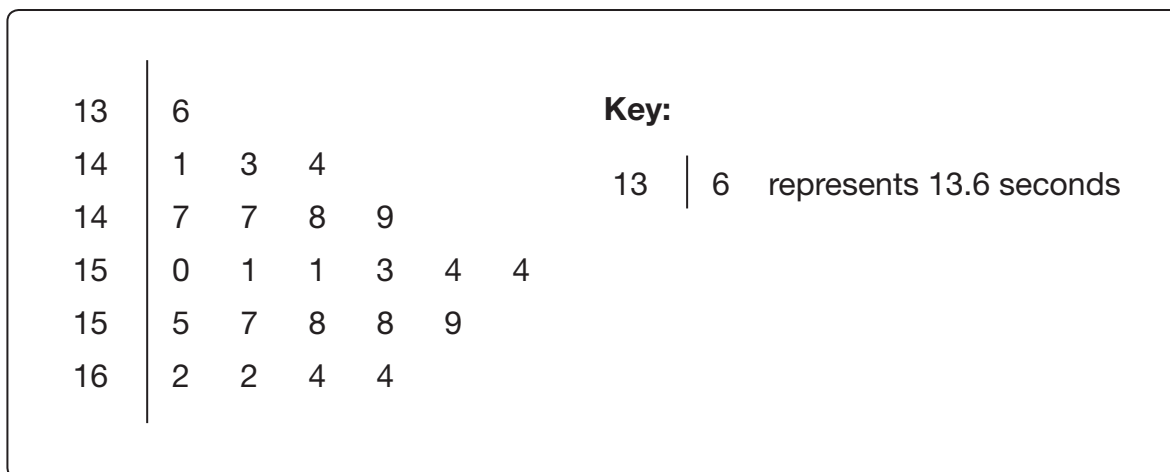 13 | 6
14 | 1 3 4
14 | 7 7 8 9
15 | 0 1 1 3 4 4
15 | 5 7 8 8 9
16 | 2 2 4 4
Key:
13 | 6 represents 13.6 seconds